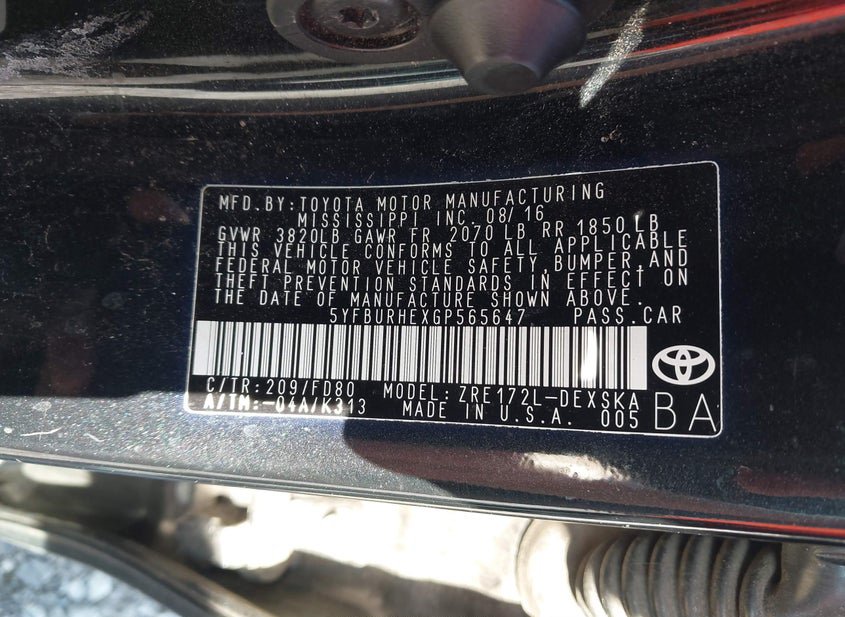 MFD.BY:TOYOTA MOTOR MANUFACTURING
MISSISSIPPI INC. 08/16
GVWR 3820LB GAWR FR 2070 LB RR 1850 LB
THIS VEHICLE CONFORMS TO ALL APPLICABLE
FEDERAL MOTOR VEHICLE SAFETY,BUMPER,AND
THEFT PREVENTION STANDARDS IN EFFECT ON
THE DATE OF MANUFACTURE SHOWN ABOVE.
5YFBURHEXGP565647 PASS.CAR
C/TR:209/FD80 MODEL:ZRE172L-DEXSKA
A/TM:-04A/K313 MADE IN U.S.A. 005 BA